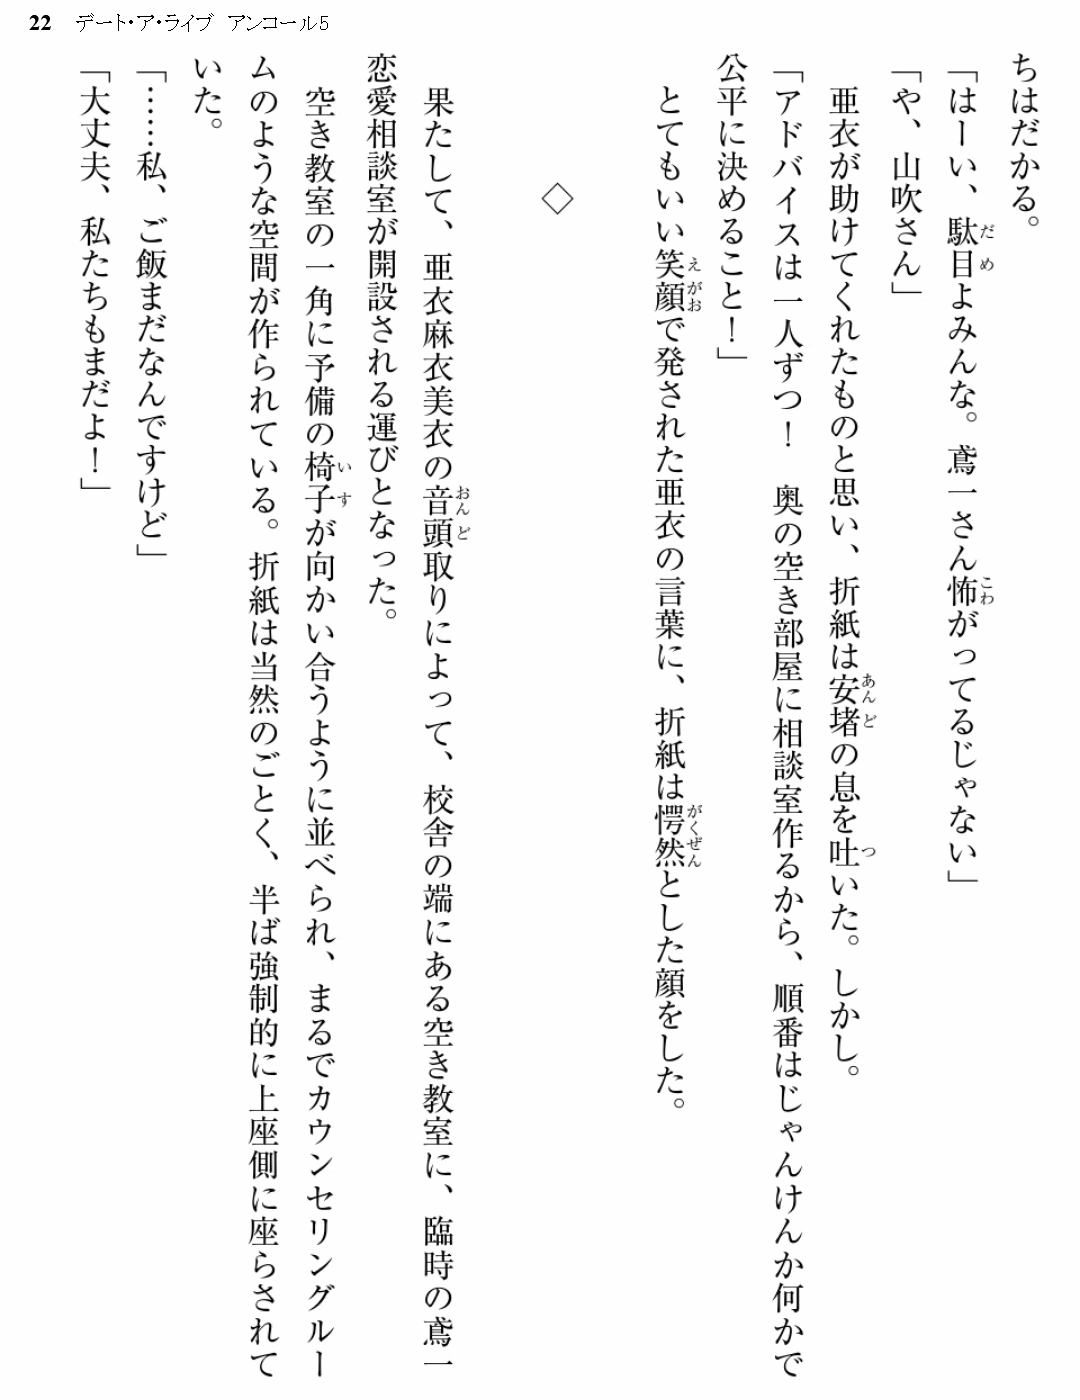 22 デート・ア・ライブ アンコール5
ちはだかる。
「はーい、駄目よみんな。鳶一さん怖がってるじゃない」
「や、山吹さん」
亜衣が助けてくれたものと思い、折紙は安堵の息を吐いた。しかし。
「アドバイスは一人ずつ！ 奥の空き部屋に相談室作るから、順番はじゃんけんか何かで
公平に決めること！」
とてもいい笑顔で発された亜衣の言葉に、折紙は愕然とした顔をした。
◇
果たして、亜衣麻衣美衣の音頭取りによって、校舎の端にある空き教室に、臨時の鳶一
恋愛相談室が開設される運びとなった。
空き教室の一角に予備の椅子が向かい合うように並べられ、まるでカウンセリングルー
ムのような空間が作られている。折紙は当然のごとく、半ば強制的に上座側に座らされて
いた。
「……私、ご飯まだなんですけど」
「大丈夫、私たちもまだよ！」